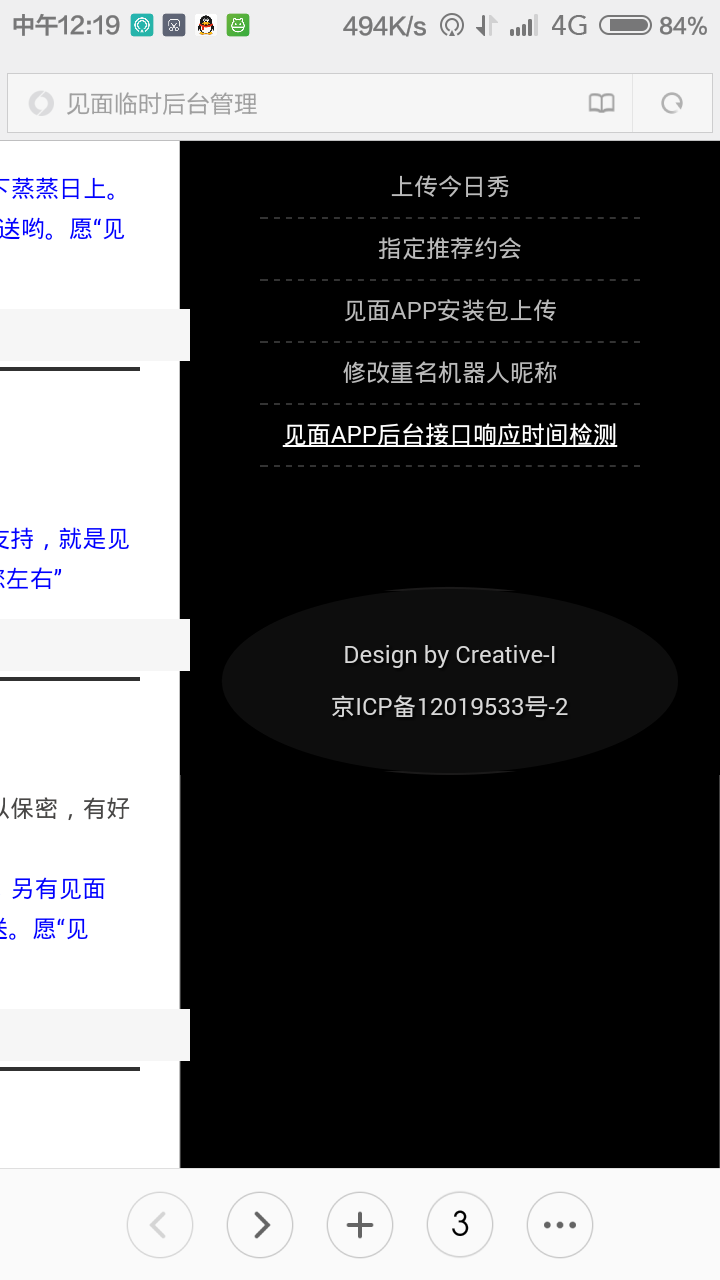 中午12:19
494K/s
4G
84%
见面临时后台管理
下蒸蒸日上。
送哟。愿“见
支持，就是见
您左右”
以保密，有好
另有见面
送。愿“见
上传今日秀
指定推荐约会
见面APP安装包上传
修改重名机器人昵称
见面APP后台接口响应时间检测
Design by Creative-I
京ICP备12019533号-2
3